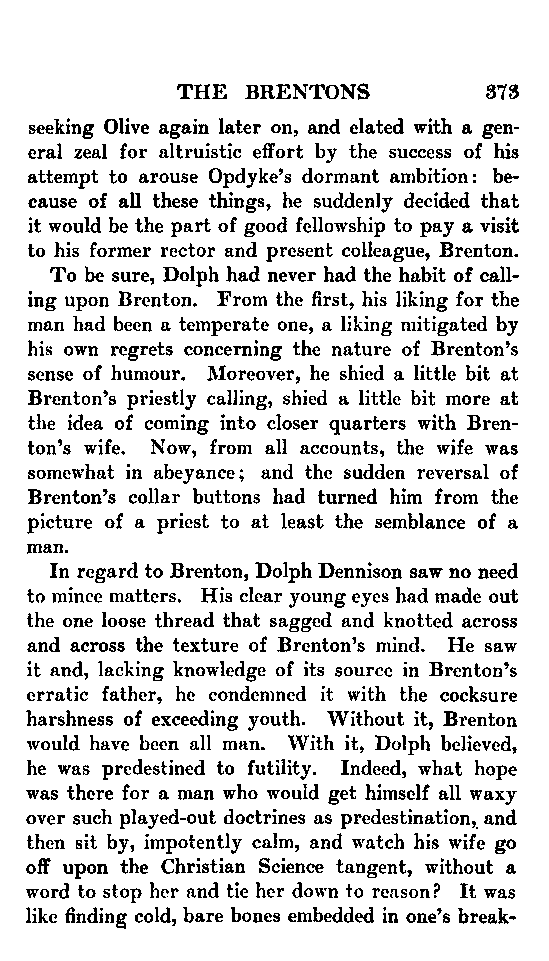 THE BRENTONS 373
seeking Olive again later on, and elated with a gen-
eral zeal for altruistic effort by the success of his
attempt to arouse Opdyke's dormant ambition: be-
cause of all these things, he suddenly decided that
it would be the part of good fellowship to pay a visit
to his former rector and present colleague, Brenton.
To be sure, Dolph had never had the habit of call-
ing upon Brenton. From the first, his liking for the
man had been a temperate one, a liking mitigated by
his own regrets concerning the nature of Brenton's
sense of humour. Moreover, he shied a little bit at
Brenton's priestly calling, shied a little bit more at
the idea of coming into closer quarters with Bren-
ton's wife. Now, from all accounts, the wife was
somewhat in abeyance; and the sudden reversal of
Brenton's collar buttons had turned him from the
picture of a priest to at least the semblance of a
man.
In regard to Brenton, Dolph Dennison saw no need
to mince matters. His clear young eyes had made out
the one loose thread that sagged and knotted across
and across the texture of Brenton's mind. He saw
it and, lacking knowledge of its source in Brenton's
erratic father, he condemned it with the cocksure
harshness of exceeding youth. Without it, Brenton
would have been all man. With it, Dolph believed,
he was predestined to futility. Indeed, what hope
was there for a man who would get himself all waxy
over such played-out doctrines as predestination, and
then sit by, impotently calm, and watch his wife go
off upon the Christian Science tangent, without a
word to stop her and tie her down to reason? It was
like finding cold, bare bones embedded in one's break-